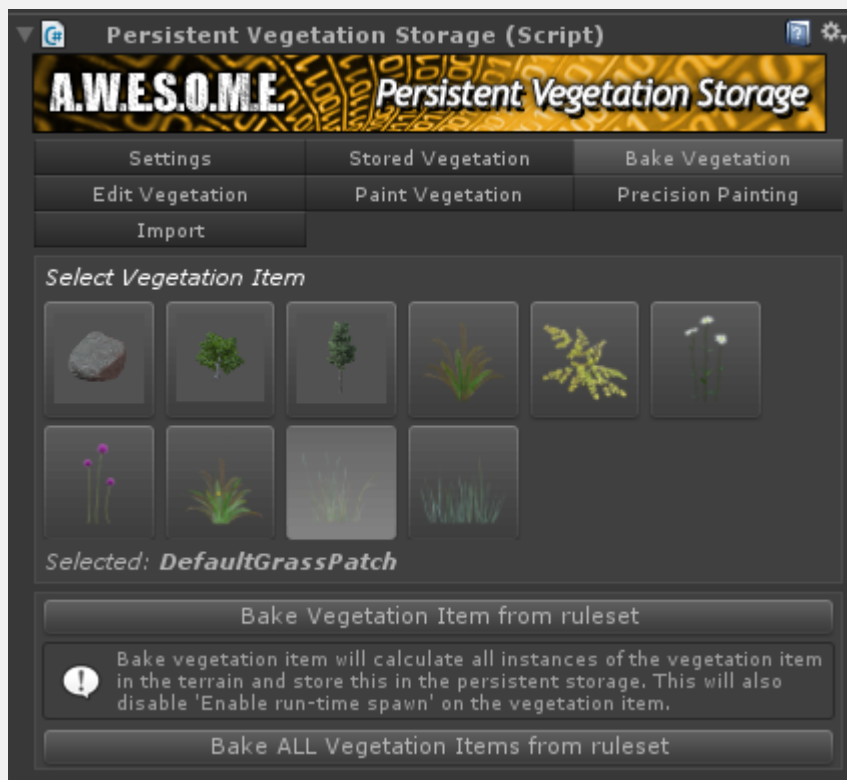 Persistent Vegetation Storage (Script)
A.W.E.S.O.M.E. Persistent Vegetation Storage
Settings Stored Vegetation Bake Vegetation
Edit Vegetation Paint Vegetation Precision Painting
Import
Select Vegetation Item
Selected: DefaultGrassPatch
Bake Vegetation Item from ruleset
Bake vegetation item will calculate all instances of the vegetation item
in the terrain and store this in the persistent storage. This will also
disable 'Enable run-time spawn' on the vegetation item.
Bake ALL Vegetation Items from ruleset